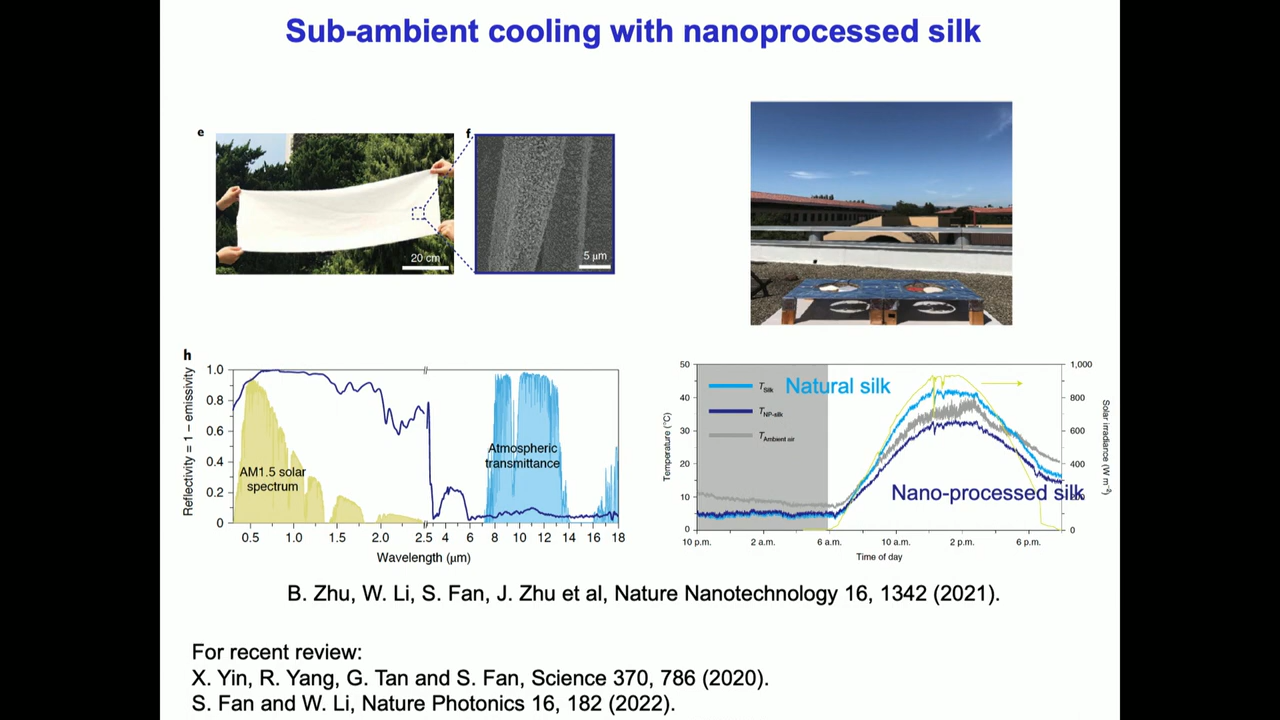 Sub-ambient cooling with nanoprocessed silk
e
20 cm
f
5 μm
h
Reflectivity = 1 − emissivity
1.0
0.8
0.6
0.4
0.2
0
AM1.5 solar
spectrum
Atmospheric
transmittance
0.5 1.0 1.5 2.0 2.5 4 6 8 10 12 14 16 18
Wavelength (μm)
Temperature (°C)
50
40
30
20
10
0
T Silk
Natural silk
T NP-silk
T Ambient air
Nano-processed silk
1,000
800
600
400
200
0
Solar irradiance (W m−2)
10 p.m. 2 a.m. 6 a.m. 10 a.m. 2 p.m. 6 p.m.
Time of day
B. Zhu, W. Li, S. Fan, J. Zhu et al, Nature Nanotechnology 16, 1342 (2021).
For recent review:
X. Yin, R. Yang, G. Tan and S. Fan, Science 370, 786 (2020).
S. Fan and W. Li, Nature Photonics 16, 182 (2022).